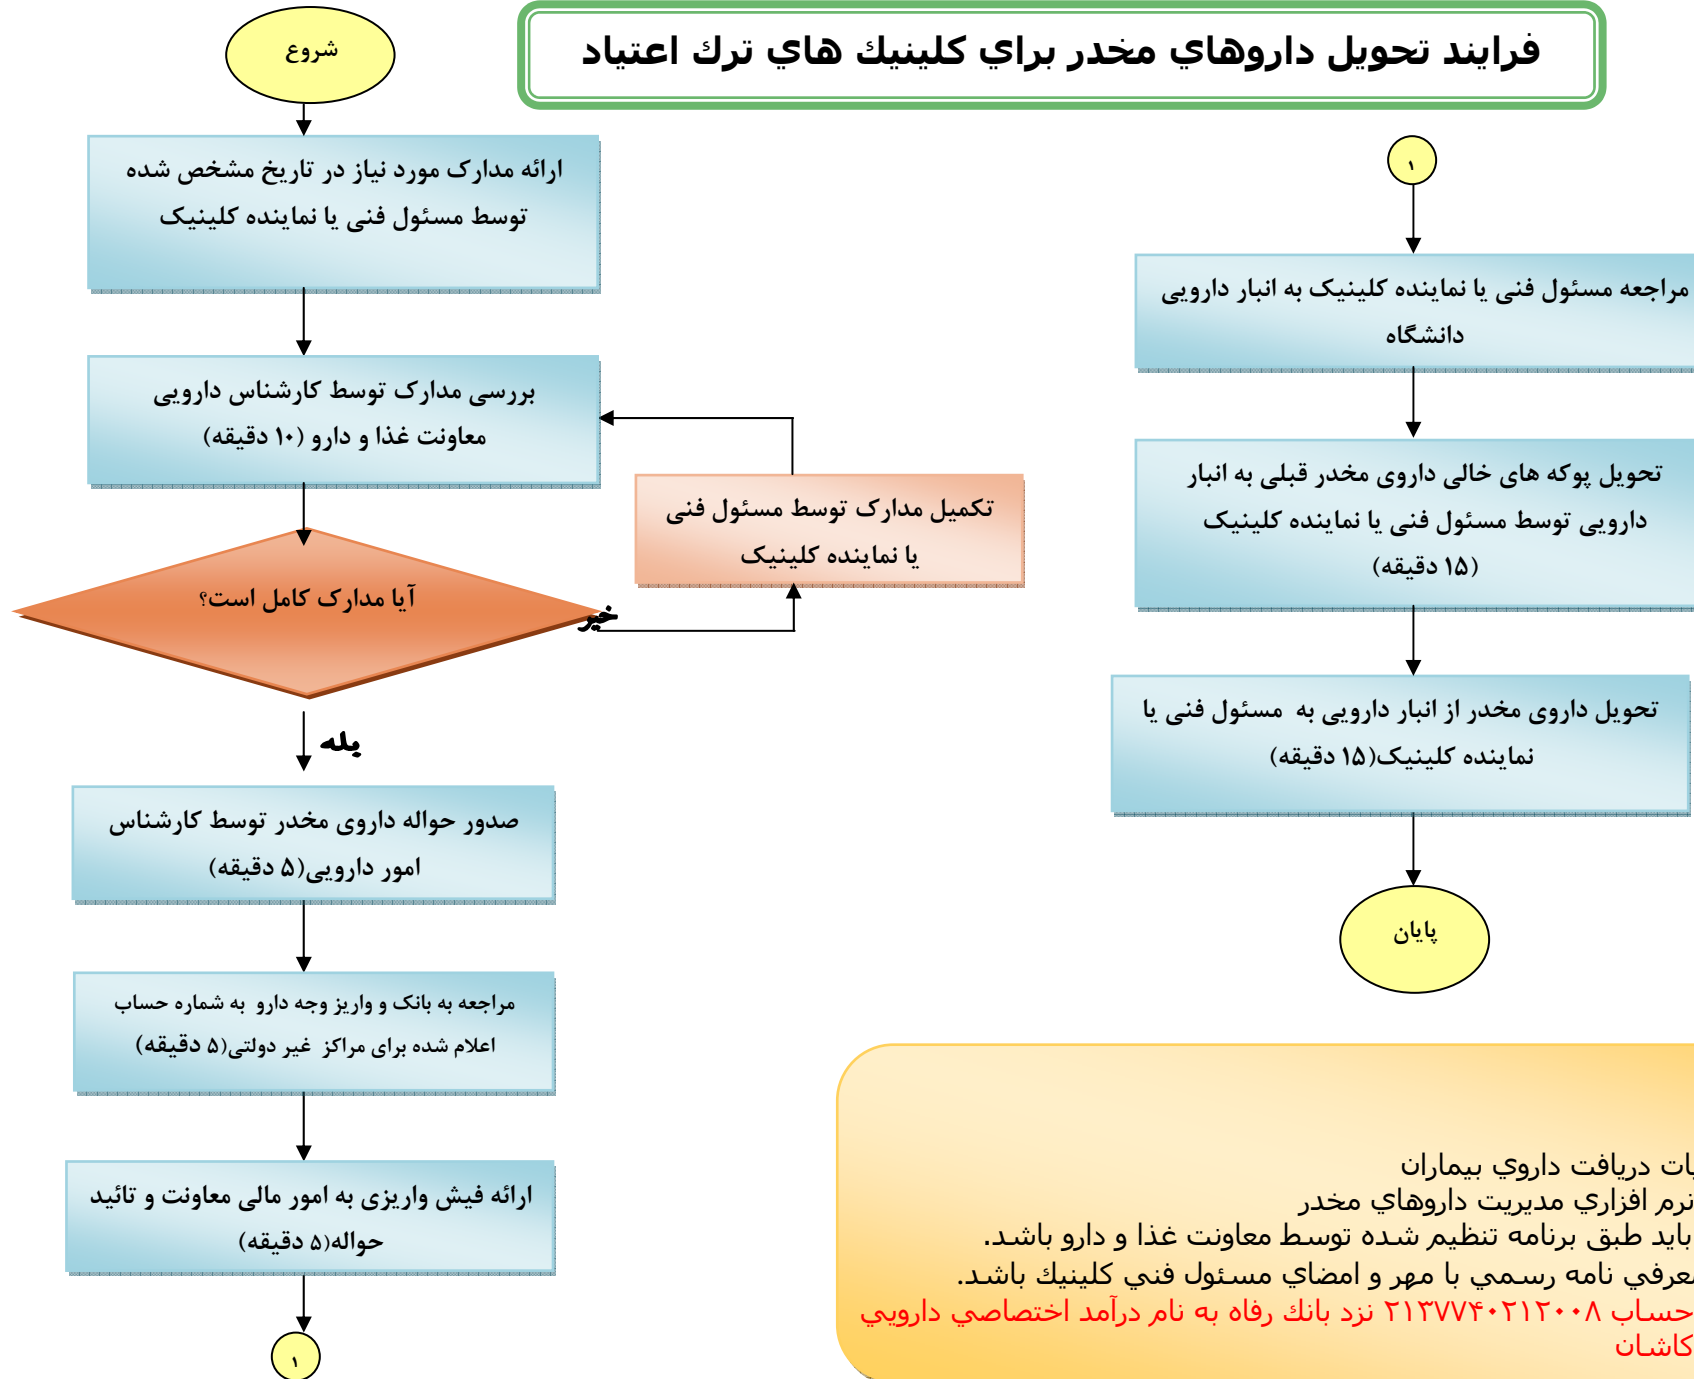 فرايند تحويل داروهاي مخدر براي كلينيك هاي ترك اعتياد
شروع
ارائه مدارک مورد نیاز در تاریخ مشخص شده
توسط مسئول فنی یا نماینده کلینیک
بررسی مدارک توسط کارشناس دارویی
معاونت غذا و دارو (۱۰ دقیقه)
تکمیل مدارک توسط مسئول فنی
یا نماینده کلینیک
آیا مدارک کامل است؟
خیر
بله
صدور حواله داروی مخدر توسط کارشناس
امور دارویی(۵ دقیقه)
مراجعه به بانک و واریز وجه دارو به شماره حساب
اعلام شده برای مراکز غیر دولتی(۵ دقیقه)
ارائه فیش واریزی به امور مالی معاونت و تائید
حواله(۵ دقیقه)
۱
۱
مراجعه مسئول فنی یا نماینده کلینیک به انبار دارویی
دانشگاه
تحویل پوکه های خالی داروی مخدر قبلی به انبار
دارویی توسط مسئول فنی یا نماینده کلینیک
(۱۵ دقیقه)
تحویل داروی مخدر از انبار دارویی به مسئول فنی یا
نماینده کلینیک(۱۵ دقیقه)
پایان
دريافت داروي بيماران
نرم افزاري مديريت داروهاي مخدر
بايد طبق برنامه تنظيم شده توسط معاونت غذا و دارو باشد.
نامه رسمي با مهر و امضاي مسئول فني كلينيك باشد.
حساب ۲۱۳۷۷۴۰۲۱۲۰۰۸ نزد بانك رفاه به نام درآمد اختصاصي دارويي
كاشان